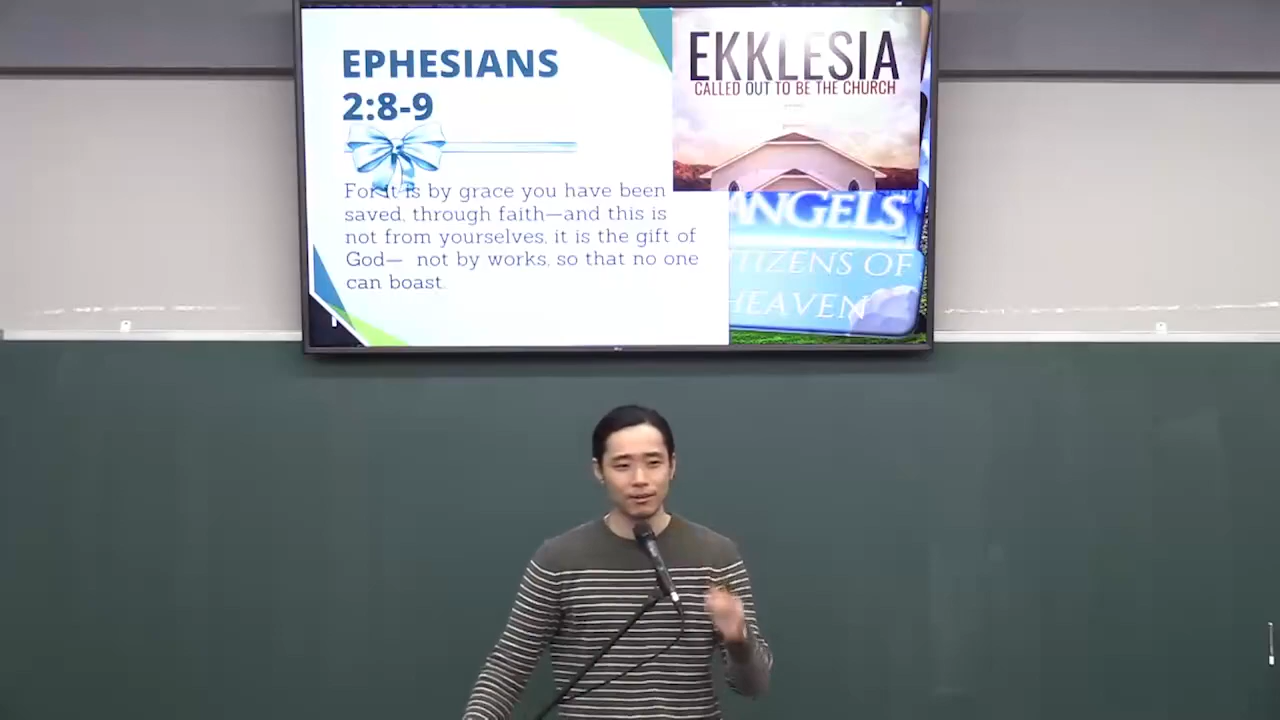 EPHESIANS
2:8-9
For it is by grace you have been
saved, through faith—and this is
not from yourselves, it is the gift of
God— not by works, so that no one
can boast.
EKKLESIA
CALLED OUT TO BE THE CHURCH
ANGELS
OF
HEAVEN